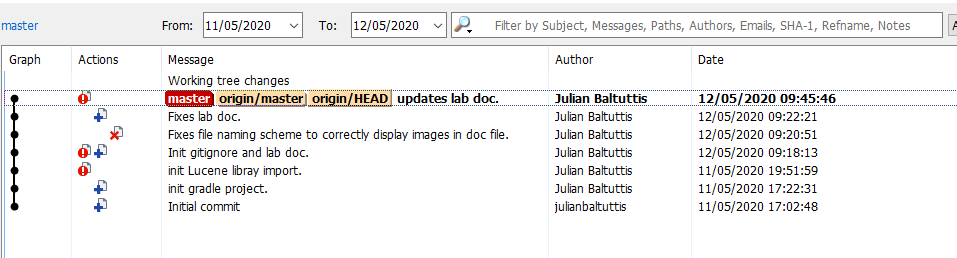 master From: 11/05/2020 To: 12/05/2020 Filter by Subject, Messages, Paths, Authors, Emails, SHA-1, Refname, Notes
Graph Actions Message Author Date
Working tree changes
master origin/master origin/HEAD updates lab doc. Julian Baltuttis 12/05/2020 09:45:46
Fixes lab doc. Julian Baltuttis 12/05/2020 09:22:21
Fixes file naming scheme to correctly display images in doc file. Julian Baltuttis 12/05/2020 09:20:51
Init gitignore and lab doc. Julian Baltuttis 12/05/2020 09:18:13
init Lucene libray import. Julian Baltuttis 11/05/2020 19:51:59
init gradle project. Julian Baltuttis 11/05/2020 17:22:31
Initial commit julianbaltuttis 11/05/2020 17:02:48